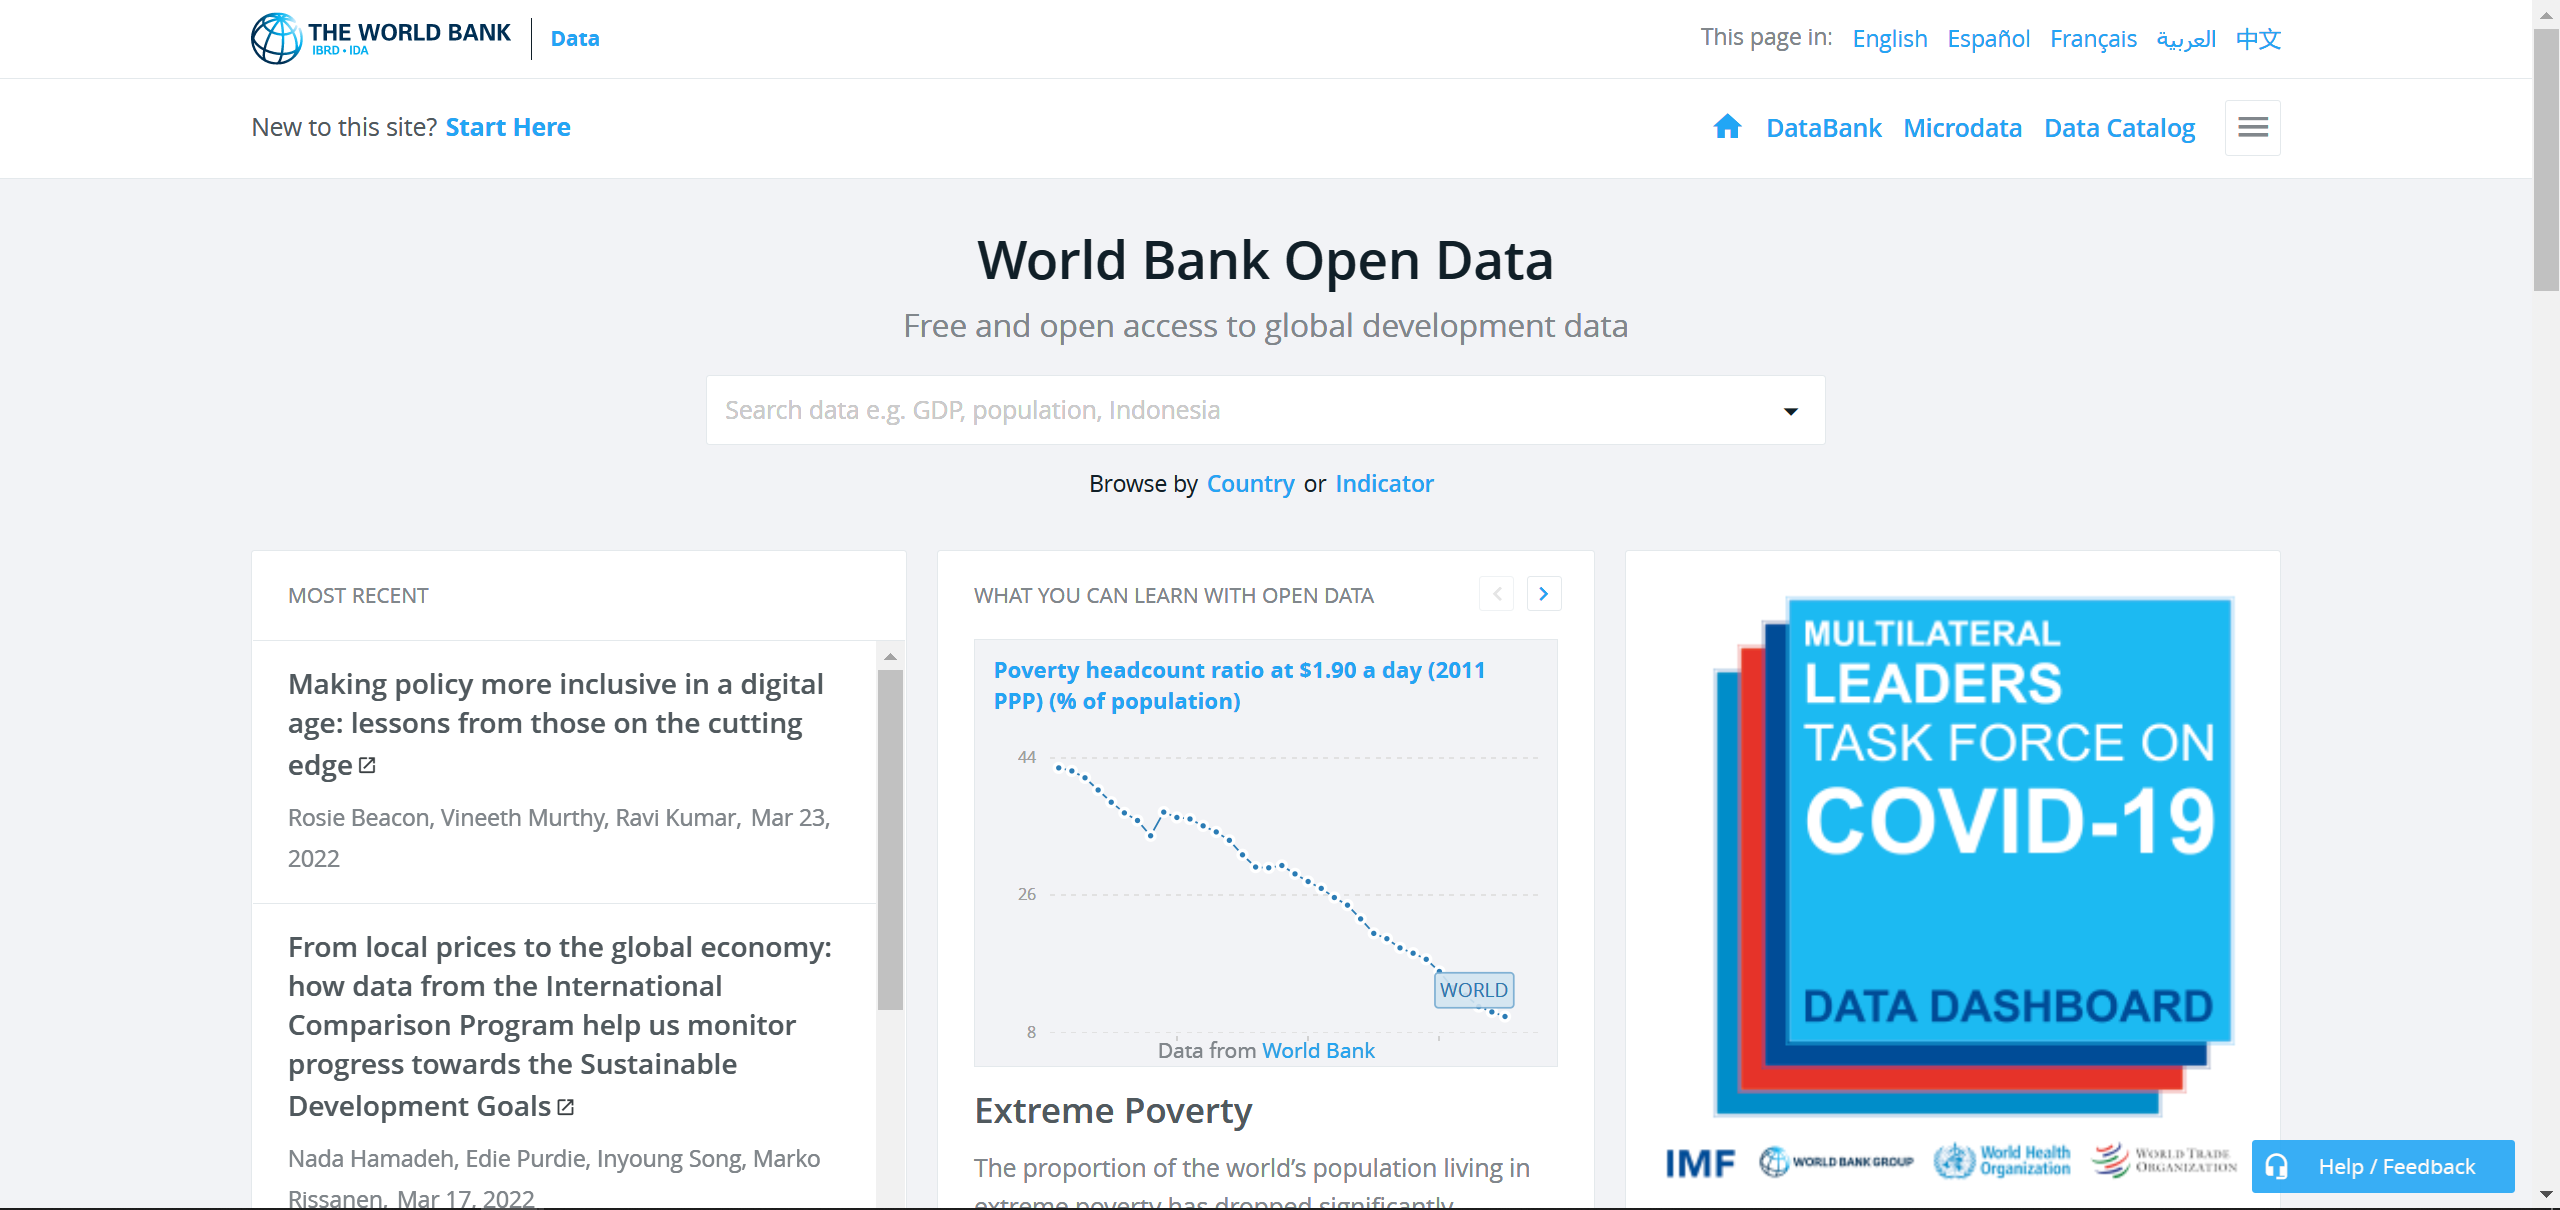 THE WORLD BANK
IBRD • IDA
Data
This page in: English Español Français العربية 中文
New to this site? Start Here
DataBank Microdata Data Catalog
World Bank Open Data
Free and open access to global development data
Search data e.g. GDP, population, Indonesia
Browse by Country or Indicator
MOST RECENT
Making policy more inclusive in a digital
age: lessons from those on the cutting
edge
Rosie Beacon, Vineeth Murthy, Ravi Kumar, Mar 23,
2022
From local prices to the global economy:
how data from the International
Comparison Program help us monitor
progress towards the Sustainable
Development Goals
Nada Hamadeh, Edie Purdie, Inyoung Song, Marko
Rissanen, Mar 17, 2022
WHAT YOU CAN LEARN WITH OPEN DATA
Poverty headcount ratio at $1.90 a day (2011
PPP) (% of population)
44
26
8
WORLD
Data from World Bank
Extreme Poverty
The proportion of the world's population living in
extreme poverty has dropped significantly
MULTILATERAL
LEADERS
TASK FORCE ON
COVID-19
DATA DASHBOARD
IMF
WORLD BANK GROUP
World Health
Organization
WORLD TRADE
ORGANIZATION
Help / Feedback